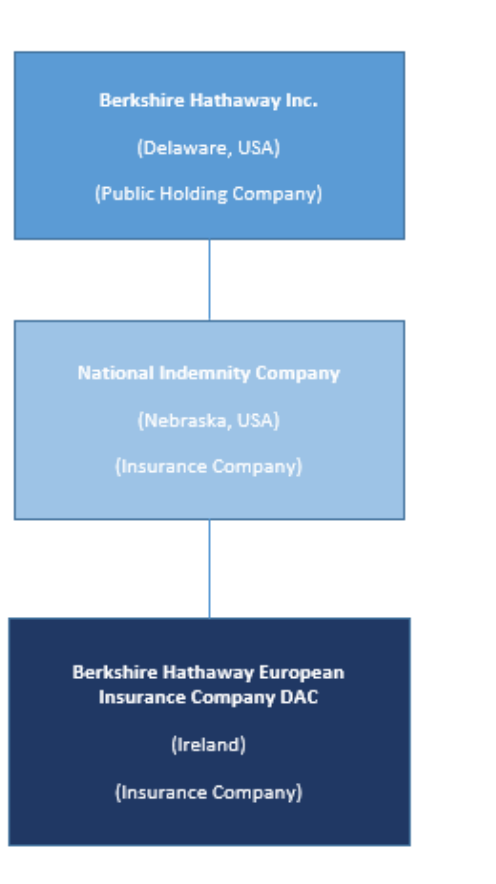 Berkshire Hathaway Inc.
(Delaware, USA)
(Public Holding Company)
National Indemnity Company
(Nebraska, USA)
(Insurance Company)
Berkshire Hathaway European
Insurance Company DAC
(Ireland)
(Insurance Company)